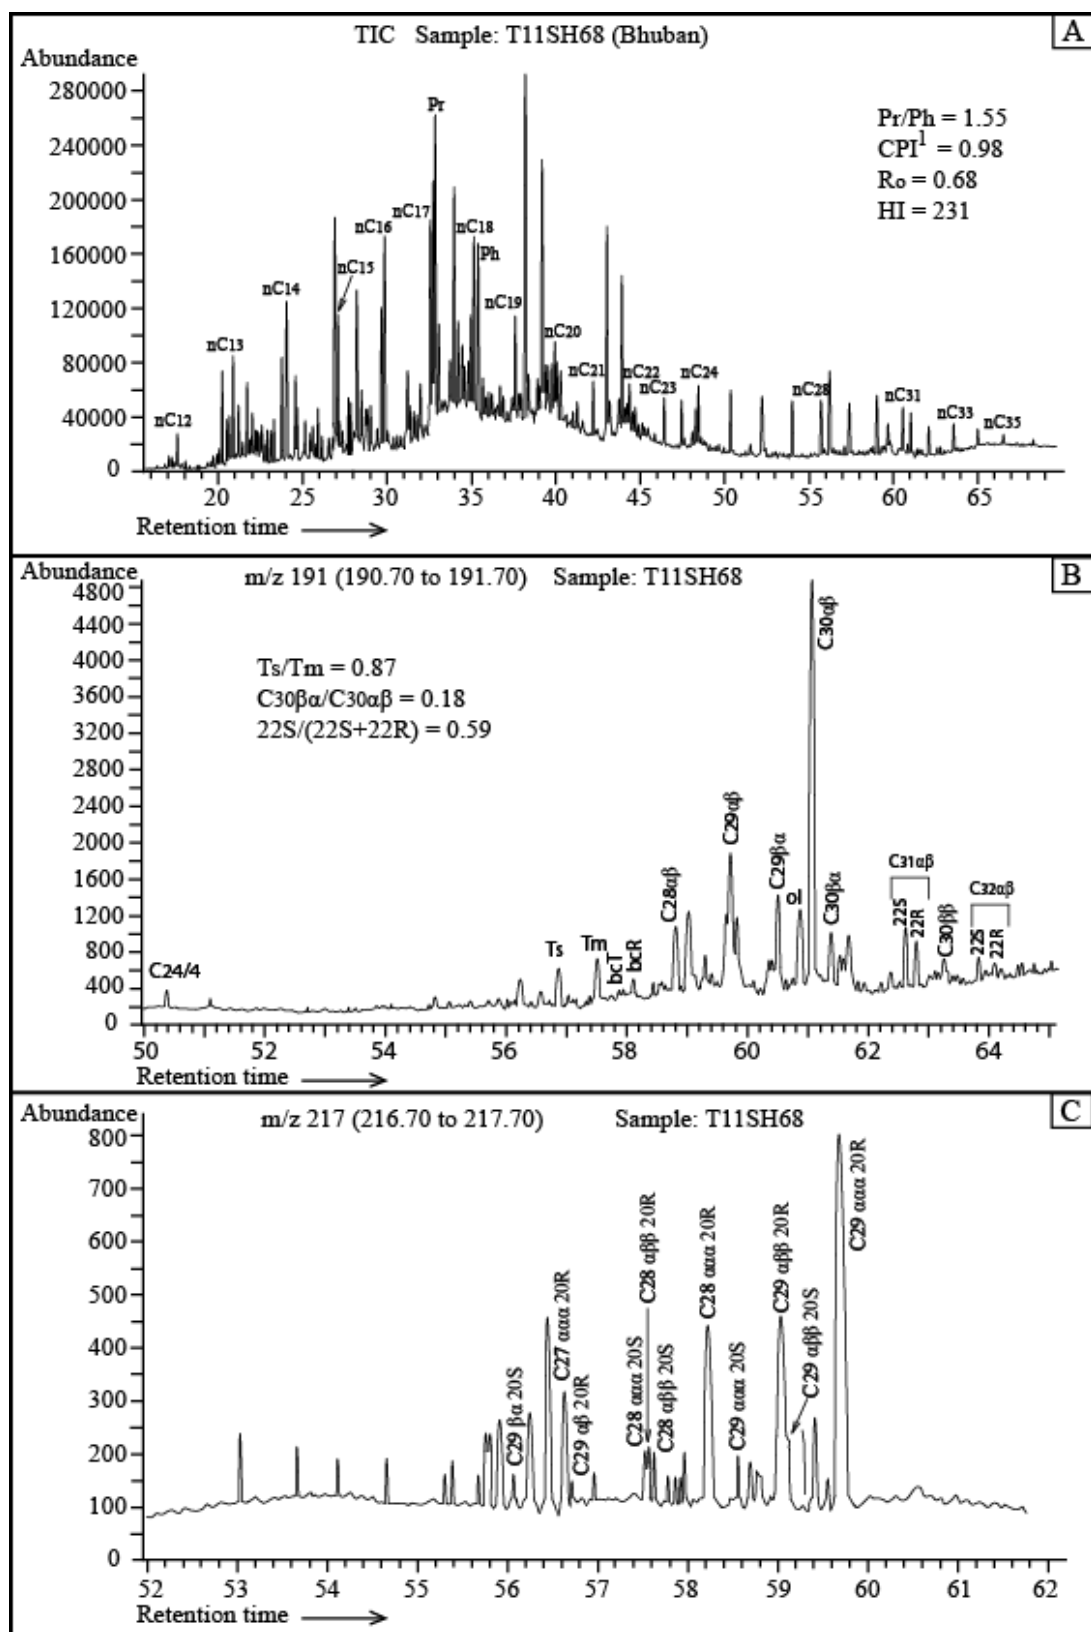 TIC Sample: T11SH68 (Bhuban)
A
Abundance
280000
240000
200000
160000
120000
80000
40000
0
Pr/Ph = 1.55
CPI¹ = 0.98
Ro = 0.68
HI = 231
nC12
nC13
nC14
nC15
nC16
nC17
Pr
nC18
Ph
nC19
nC20
nC21
nC22
nC23
nC24
nC28
nC31
nC33
nC35
20 25 30 35 40 45 50 55 60 65
Retention time
Abundance
m/z 191 (190.70 to 191.70) Sample: T11SH68
B
4800
4400
4000
3600
3200
2800
2400
2000
1600
1200
800
400
0
Ts/Tm = 0.87
C30βα/C30αβ = 0.18
22S/(22S+22R) = 0.59
C24/4
Ts
Tm
bcT
bcR
C28αβ
C29αβ
C29βα
ol
C30αβ
C30βα
C31αβ
22S
22R
C30ββ
C32αβ
22S
22R
50 52 54 56 58 60 62 64
Retention time
Abundance
m/z 217 (216.70 to 217.70) Sample: T11SH68
C
800
700
600
500
400
300
200
100
0
C29 βα 20S
C27 ααα 20R
C29 αβ 20R
C28 ααα 20S
C28 αββ 20R
C28 αββ 20S
C28 ααα 20R
C29 ααα 20S
C29 αββ 20R
C29 αββ 20S
C29 ααα 20R
52 53 54 55 56 57 58 59 60 61 62
Retention time